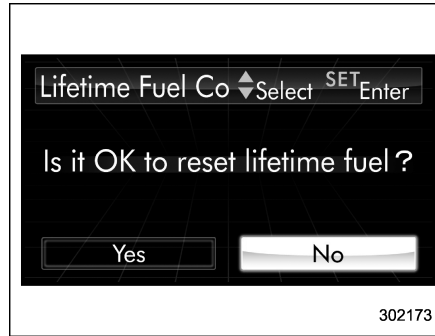 Lifetime Fuel Co Select SET Enter
Is it OK to reset lifetime fuel ?
Yes No
302173